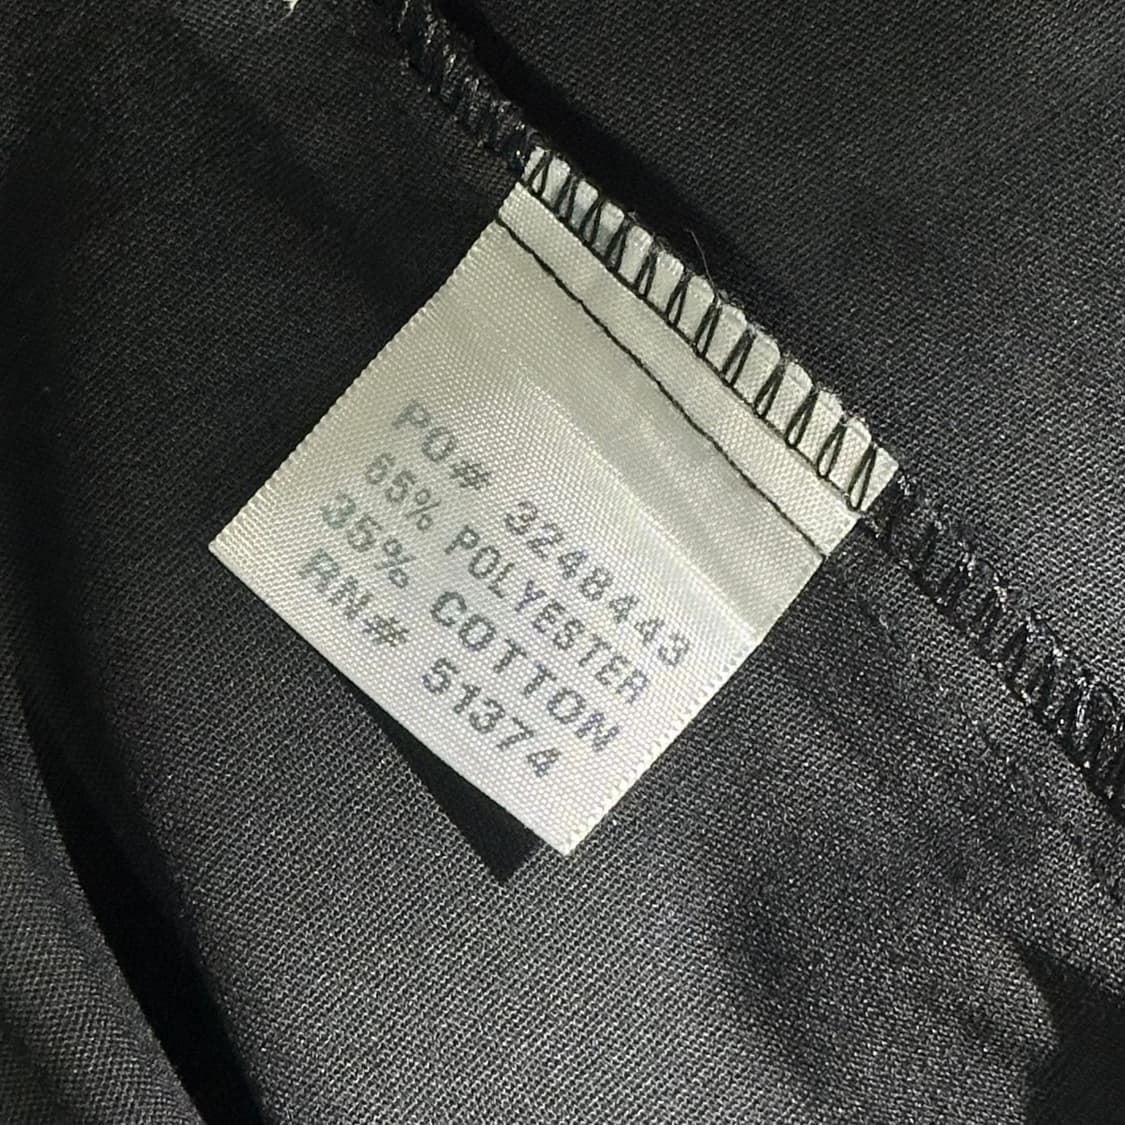 PO# 3248443
65% POLYESTER
35% COTTON
RN# 51374